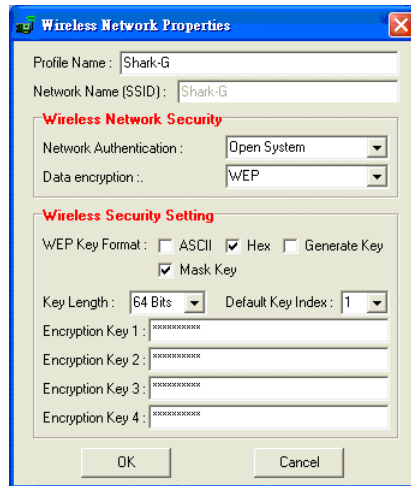 Wireless Network Properties
Profile Name : Shark-G
Network Name (SSID) : Shark-G
Wireless Network Security
Network Authentication : Open System
Data encryption :. WEP
Wireless Security Setting
WEP Key Format : ASCII Hex Generate Key
Mask Key
Key Length : 64 Bits Default Key Index : 1
Encryption Key 1 : **********
Encryption Key 2 : **********
Encryption Key 3 : **********
Encryption Key 4 : **********
OK Cancel